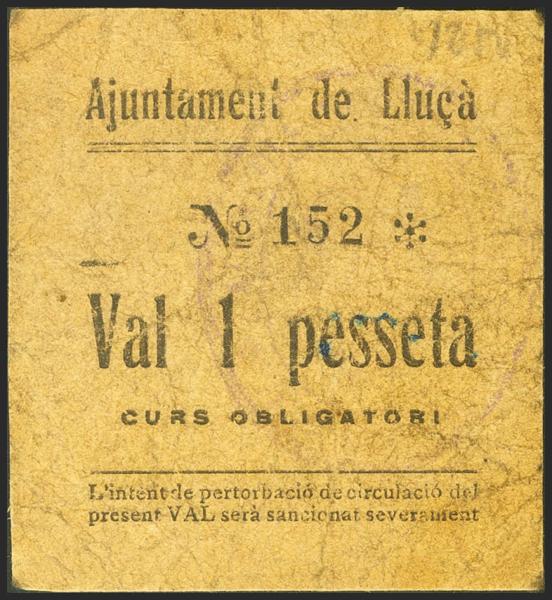 Ajuntament de Lluçà
Nº 152 *
Val 1 pesseta
CURS OBLIGATORI
L'intent de pertorbació de circulació del
present VAL serà sancionat severament